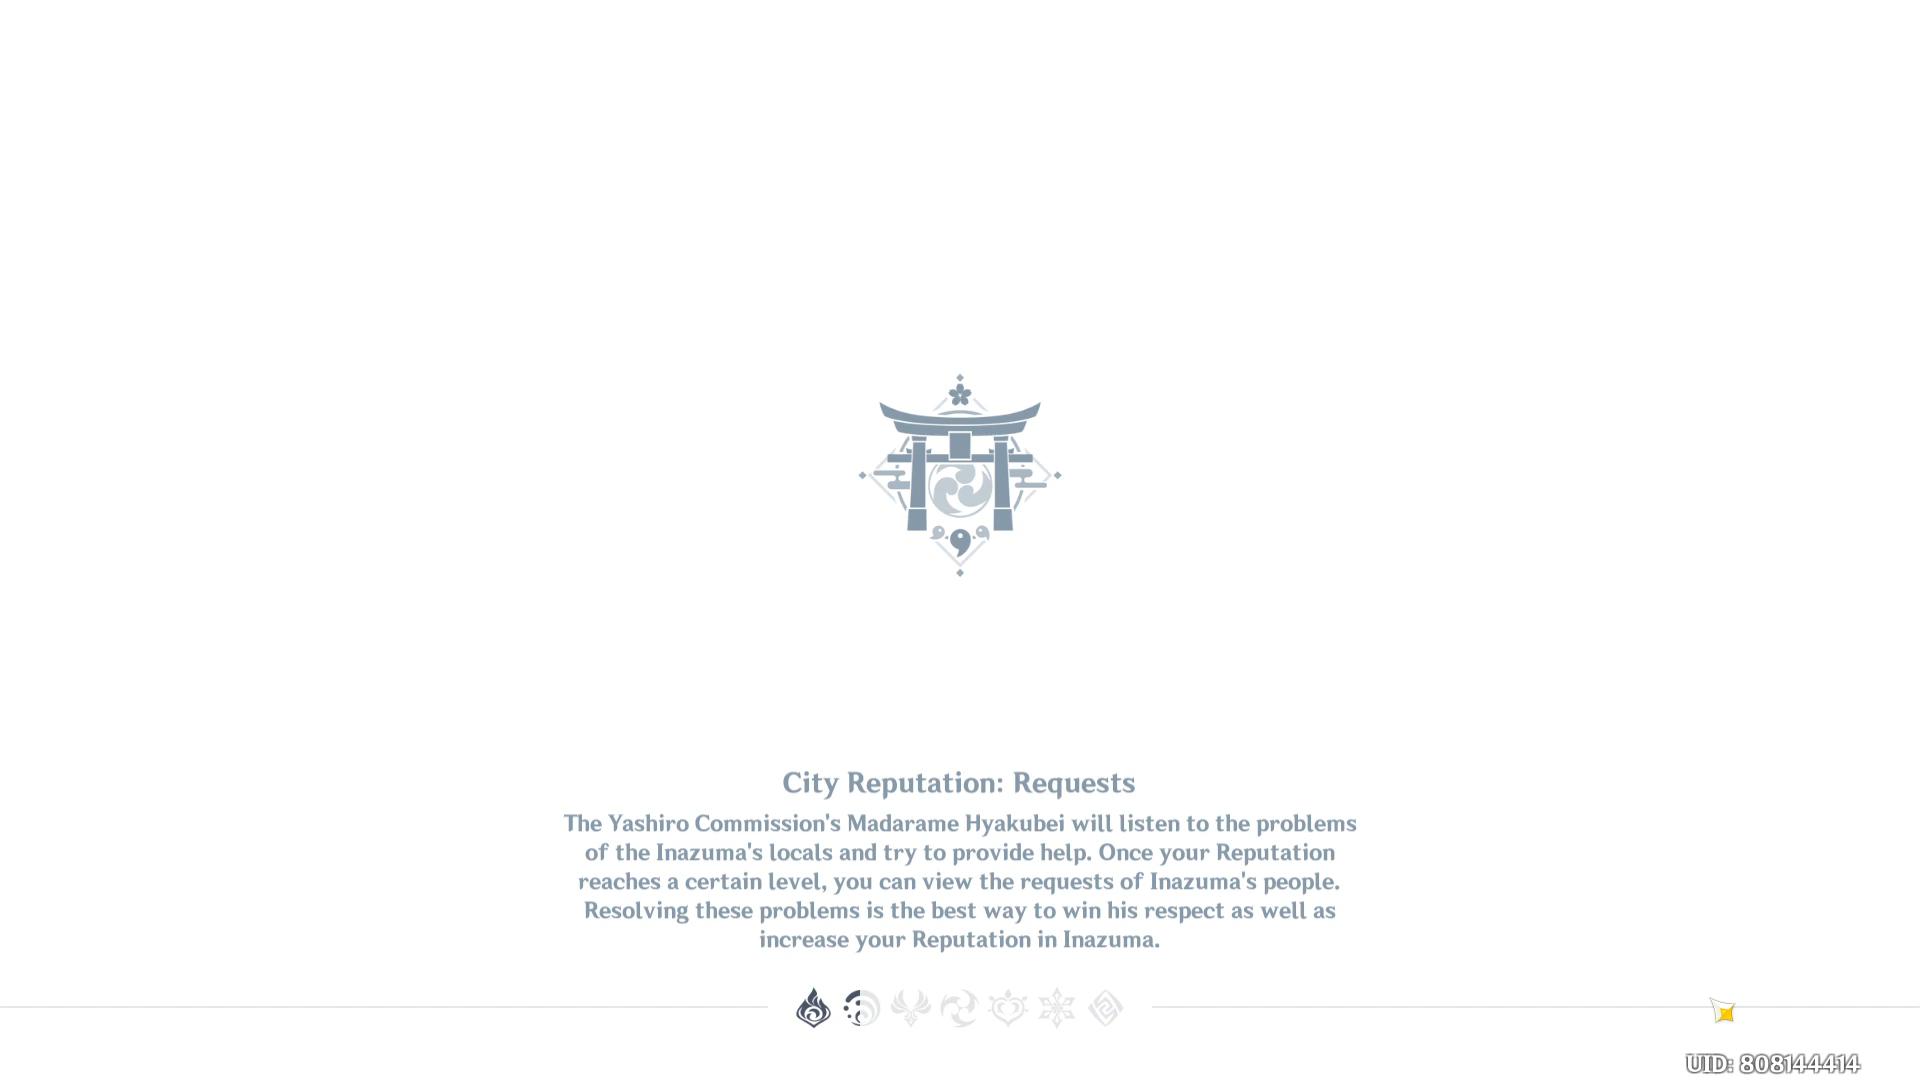 City Reputation: Requests
The Yashiro Commission's Madarame Hyakubei will listen to the problems
of the Inazuma's locals and try to provide help. Once your Reputation
reaches a certain level, you can view the requests of Inazuma's people.
Resolving these problems is the best way to win his respect as well as
increase your Reputation in Inazuma.
UID: 808144414